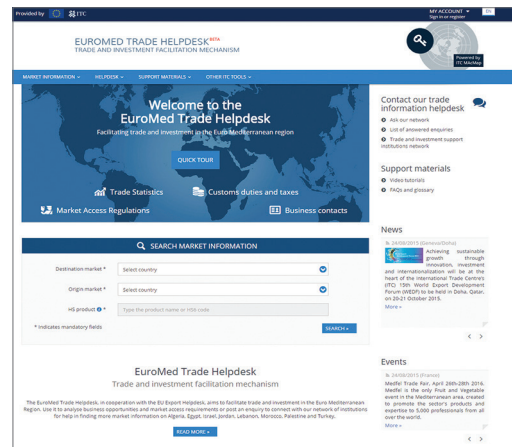 Provided by ITC
MY ACCOUNT
Sign in or register
EN
EUROMED TRADE HELPDESK BETA
TRADE AND INVESTMENT FACILITATION MECHANISM
Powered by
ITC MAcMap
MARKET INFORMATION HELPDESK SUPPORT MATERIALS OTHER ITC TOOLS
Welcome to the
EuroMed Trade Helpdesk
Facilitating trade and investment in the Euro Mediterranean region
QUICK TOUR
Trade Statistics Customs duties and taxes
Market Access Regulations Business contacts
SEARCH MARKET INFORMATION
Destination market * Select country
Origin market * Select country
HS product * Type the product name or HS6 code
* Indicates mandatory fields SEARCH »
EuroMed Trade Helpdesk
Trade and investment facilitation mechanism
The EuroMed Trade Helpdesk, in cooperation with the EU Export Helpdesk, aims to facilitate trade and investment in the Euro Mediterranean
Region. Use it to analyse business opportunities and market access requirements or post an enquiry to connect with our network of institutions
for help in finding more market information on Algeria, Egypt, Israel, Jordan, Lebanon, Morocco, Palestine and Turkey.
READ MORE »
Contact our trade
information helpdesk
Ask our network
List of answered enquiries
Trade and investment support
institutions network
Support materials
Video tutorials
FAQs and glossary
News
24/08/2015 (Geneva/Doha)
Achieving sustainable
growth through
innovation, investment
and internationalization will be at the
heart of the International Trade Centre's
(ITC) 15th World Export Development
Forum (WEDF) to be held in Doha, Qatar,
on 20-21 October 2015.
More »
Events
24/08/2015 (France)
Medfel Trade Fair, April 26th-28th 2016.
Medfel is the only Fruit and Vegetable
event in the Mediterranean area, created
to promote the sector's products and
expertise to 5,000 professionals from all
over the world.
More »